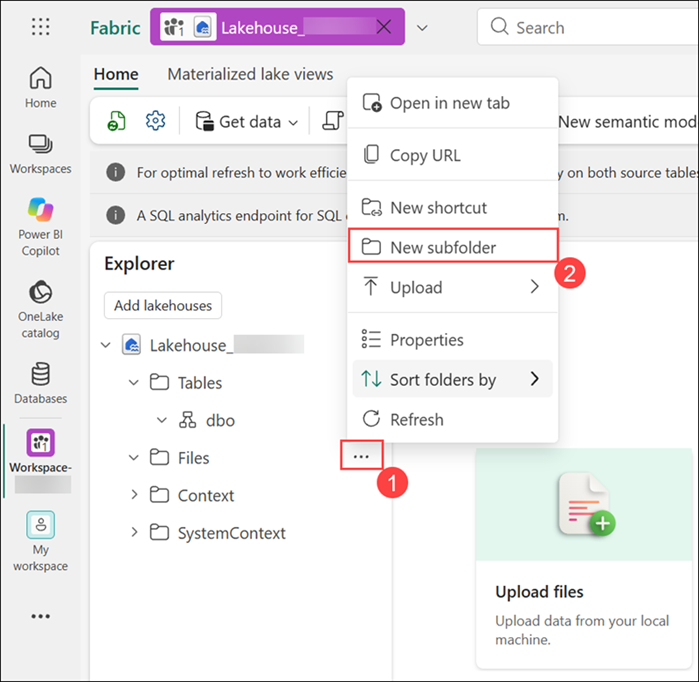 Fabric
1
Lakehouse_
Search
Home
Materialized lake views
Get data
New semantic mod
For optimal refresh to work efficie
y on both source tables
A SQL analytics endpoint for SQL
m.
Home
Workspaces
Power BI
Copilot
OneLake
catalog
Databases
1
Workspace-
My
workspace
...
Explorer
Add lakehouses
Lakehouse_
Tables
dbo
Files
...
1
Context
SystemContext
Open in new tab
Copy URL
New shortcut
New subfolder
2
Upload
Properties
Sort folders by
Refresh
Upload files
Upload data from your local
machine.